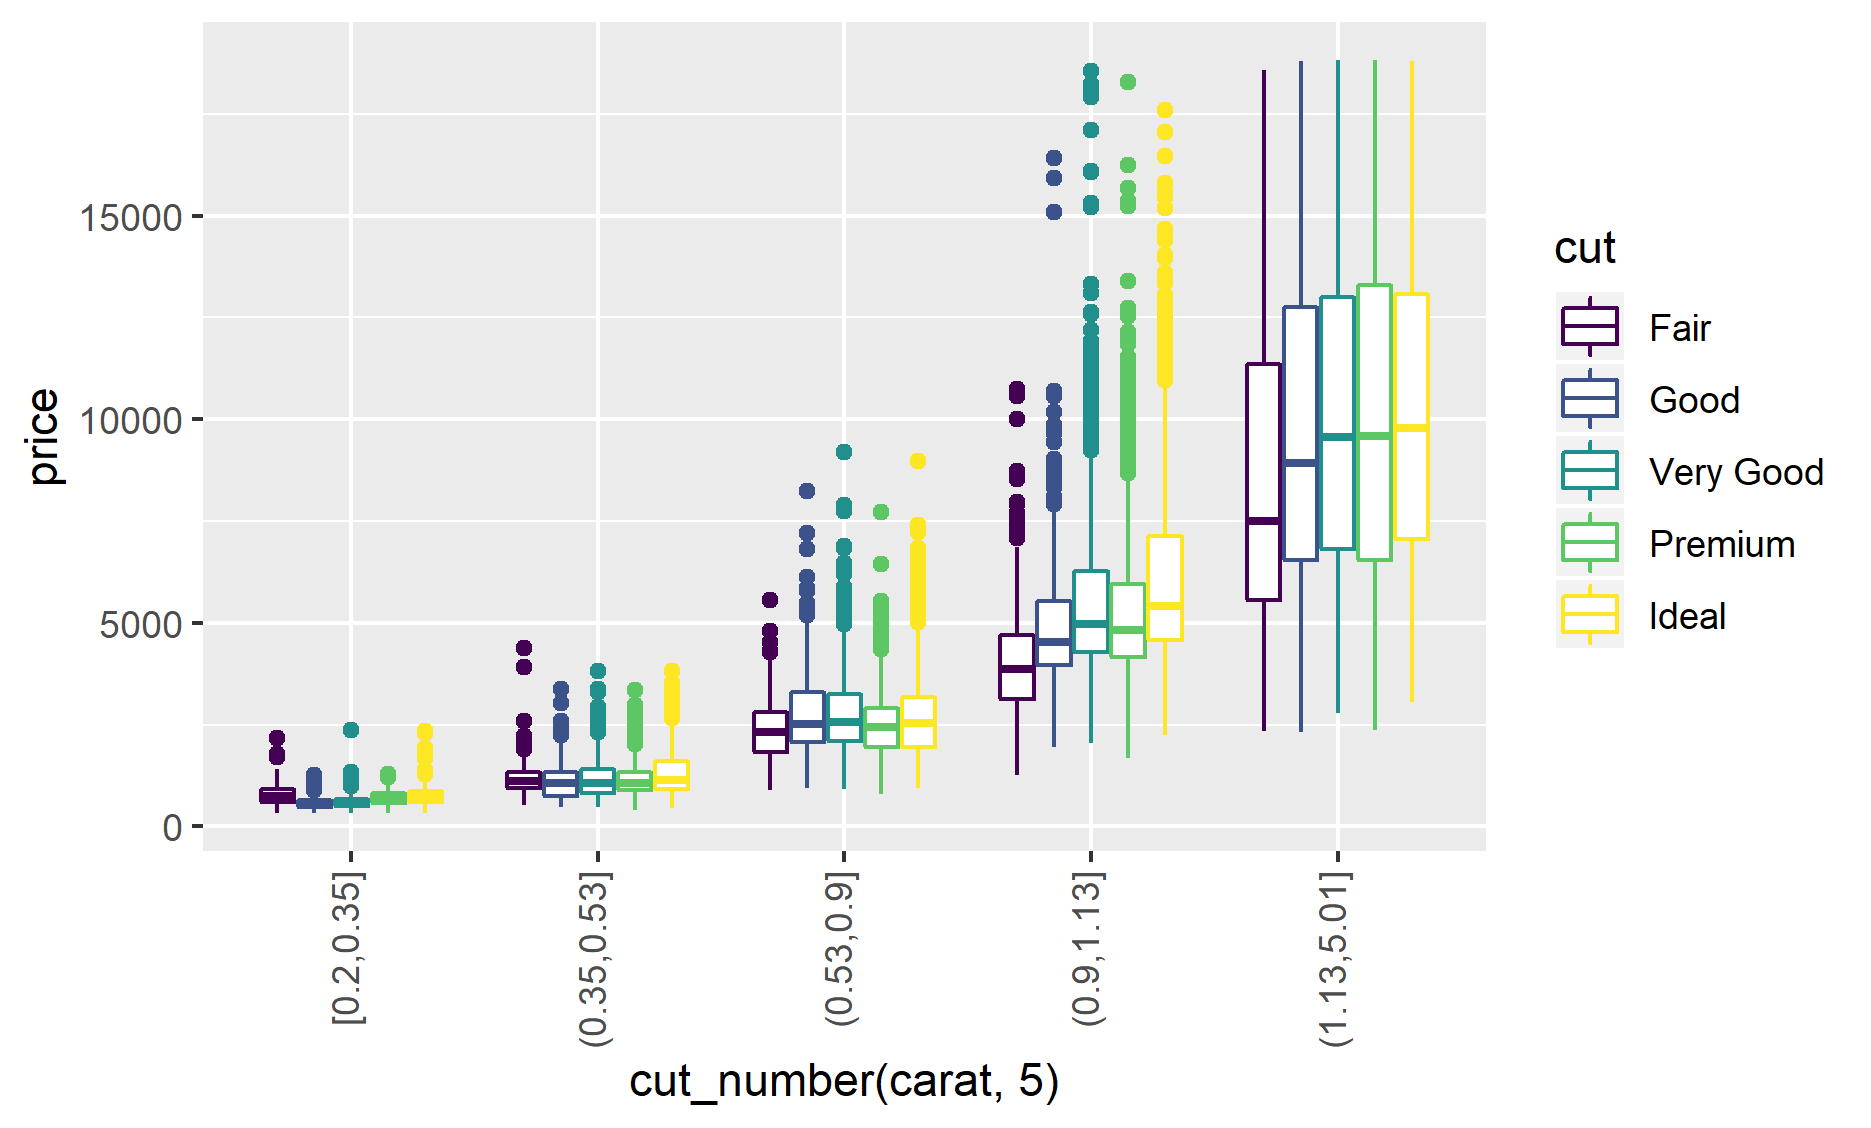 price
15000
10000
5000
0
[0.2,0.35]
(0.35,0.53]
(0.53,0.9]
(0.9,1.13]
(1.13,5.01]
cut_number(carat, 5)
cut
Fair
Good
Very Good
Premium
Ideal